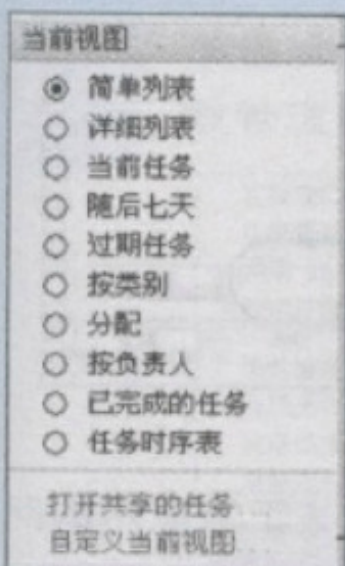 当前视图
简单列表
详细列表
当前任务
随后七天
过期任务
按类别
分配
按负责人
已完成的任务
任务时序表
打开共享的任务...
自定义当前视图...